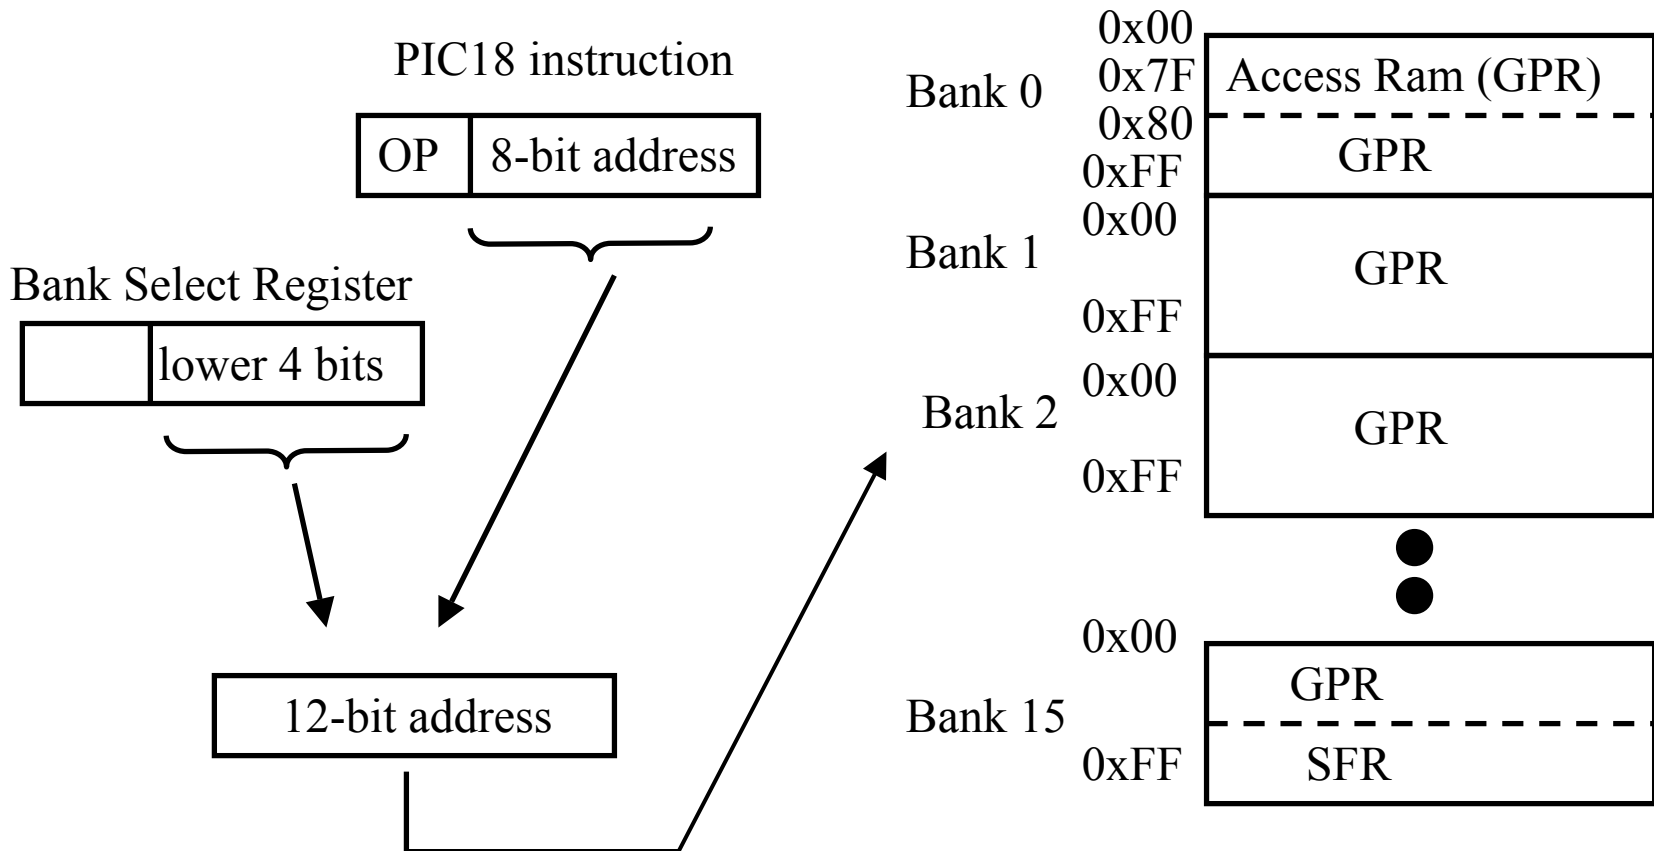 PIC18 instruction
OP 8-bit address
Bank Select Register
lower 4 bits
12-bit address
Bank 0
0x00
0x7F
0x80
0xFF
Access Ram (GPR)
GPR
Bank 1
0x00
0xFF
GPR
Bank 2
0x00
0xFF
GPR
Bank 15
0x00
0xFF
GPR
SFR